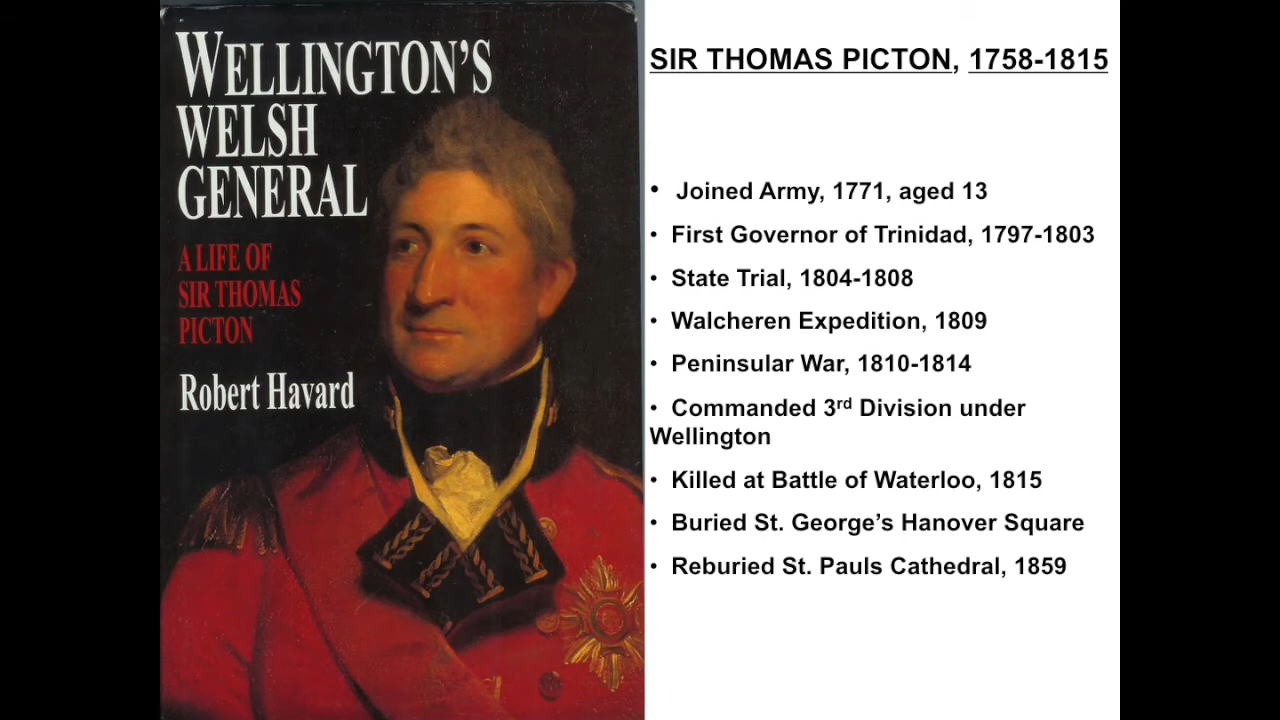 WELLINGTON'S
WELSH
GENERAL
A LIFE OF
SIR THOMAS
PICTON
Robert Havard
SIR THOMAS PICTON, 1758-1815
• Joined Army, 1771, aged 13
• First Governor of Trinidad, 1797-1803
• State Trial, 1804-1808
• Walcheren Expedition, 1809
• Peninsular War, 1810-1814
• Commanded 3rd Division under
Wellington
• Killed at Battle of Waterloo, 1815
• Buried St. George’s Hanover Square
• Reburied St. Pauls Cathedral, 1859